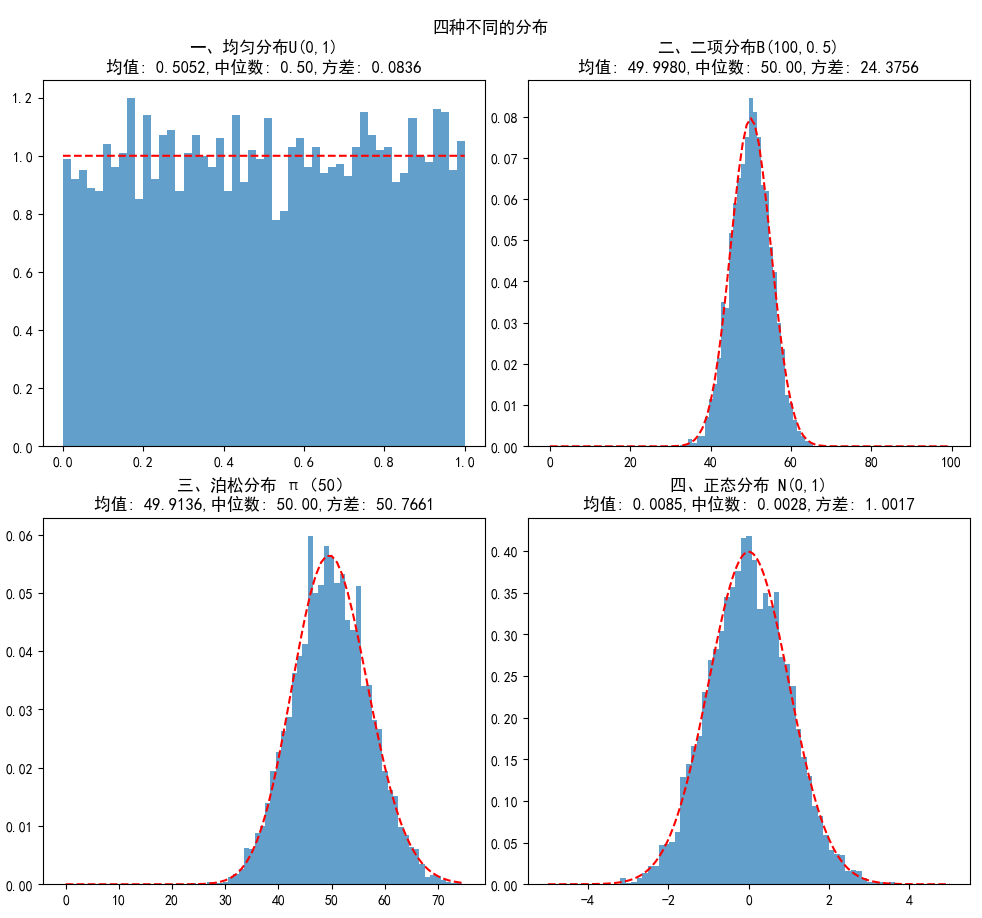 四种不同的分布
一、均匀分布U(0,1)
均值: 0.5052,中位数: 0.50,方差: 0.0836
1.2
1.0
0.8
0.6
0.4
0.2
0.0
0.0 0.2 0.4 0.6 0.8 1.0
二、二项分布B(100,0.5)
均值: 49.9980,中位数: 50.00,方差: 24.3756
0.08
0.07
0.06
0.05
0.04
0.03
0.02
0.01
0.00
0 20 40 60 80 100
三、泊松分布 π (50)
均值: 49.9136,中位数: 50.00,方差: 50.7661
0.06
0.05
0.04
0.03
0.02
0.01
0.00
0 10 20 30 40 50 60 70
四、正态分布 N(0,1)
均值: 0.0085,中位数: 0.0028,方差: 1.0017
0.40
0.35
0.30
0.25
0.20
0.15
0.10
0.05
0.00
−4 −2 0 2 4